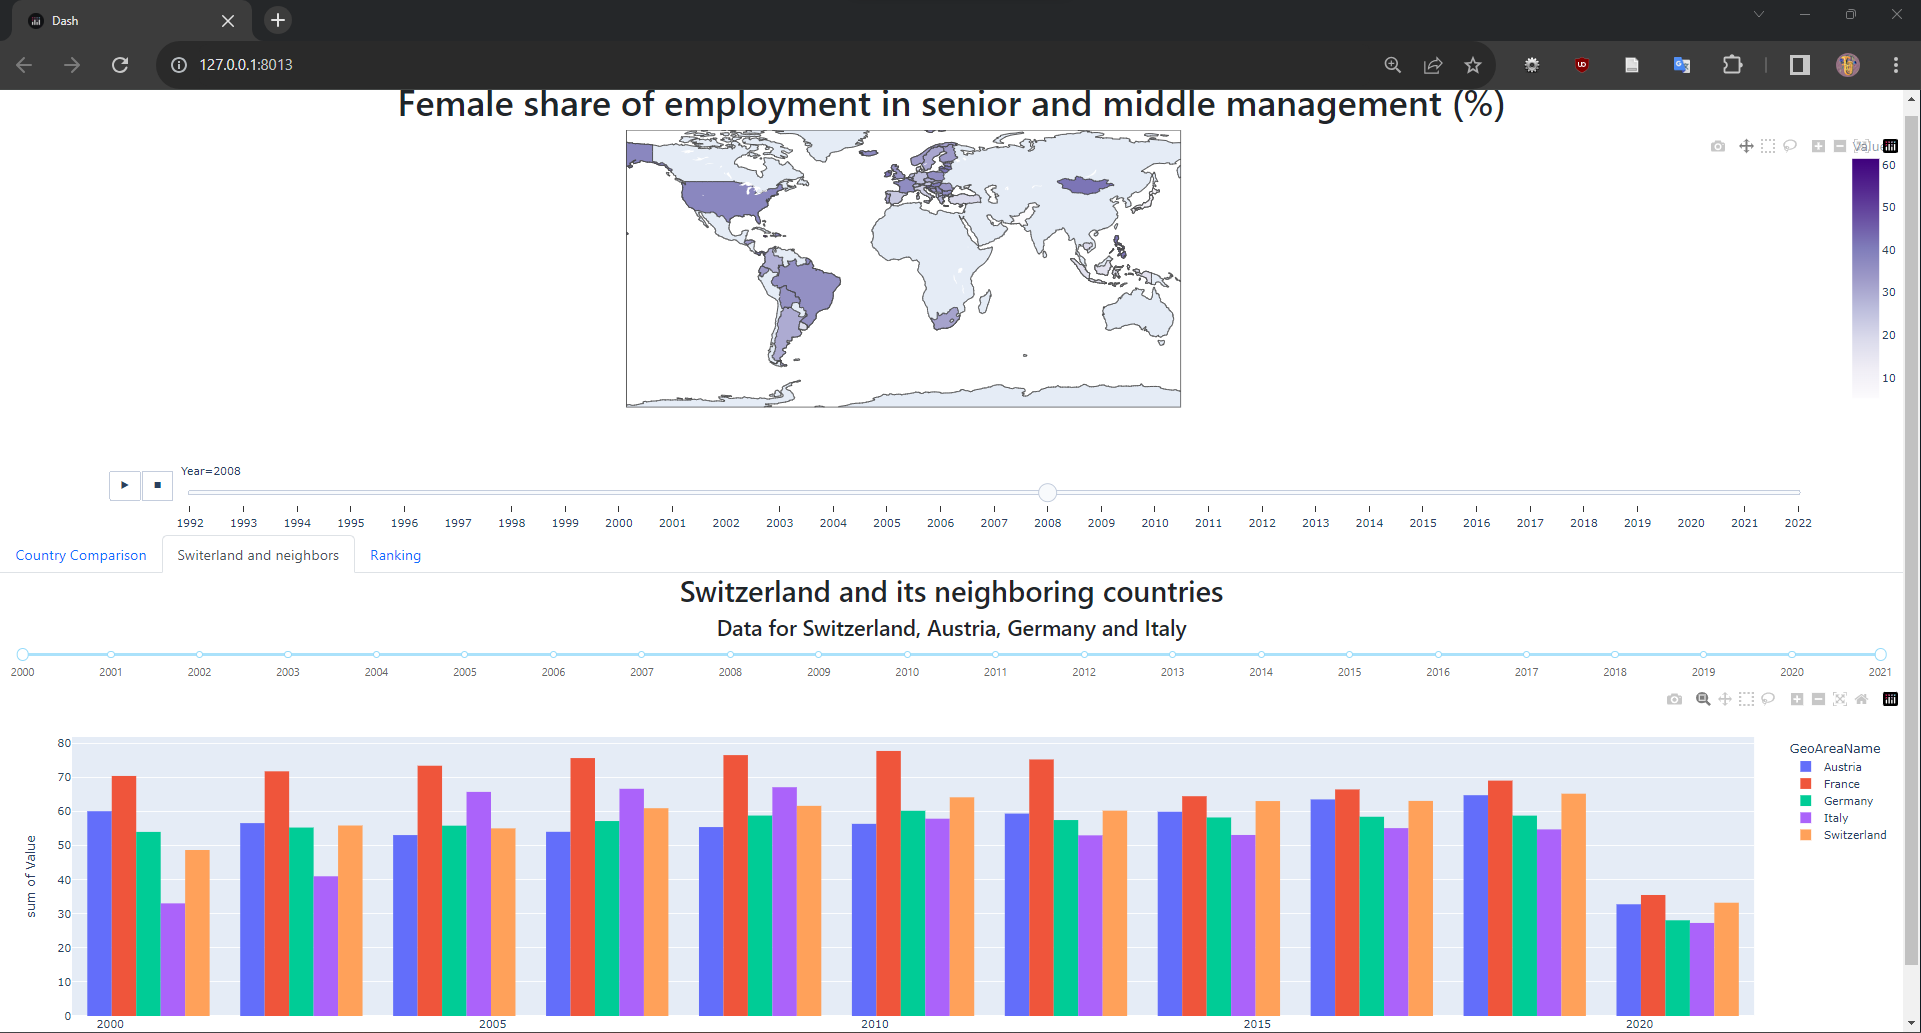 Dash
127.0.0.1:8013
Female share of employment in senior and middle management (%)
Value
60
50
40
30
20
10
Year=2008
1992 1993 1994 1995 1996 1997 1998 1999 2000 2001 2002 2003 2004 2005 2006 2007 2008 2009 2010 2011 2012 2013 2014 2015 2016 2017 2018 2019 2020 2021 2022
Country Comparison Switerland and neighbors Ranking
Switzerland and its neighboring countries
Data for Switzerland, Austria, Germany and Italy
2000 2001 2002 2003 2004 2005 2006 2007 2008 2009 2010 2011 2012 2013 2014 2015 2016 2017 2018 2019 2020 2021
80
70
60
50
40
30
20
10
0
sum of Value
2000 2005 2010 2015 2020
GeoAreaName
Austria
France
Germany
Italy
Switzerland